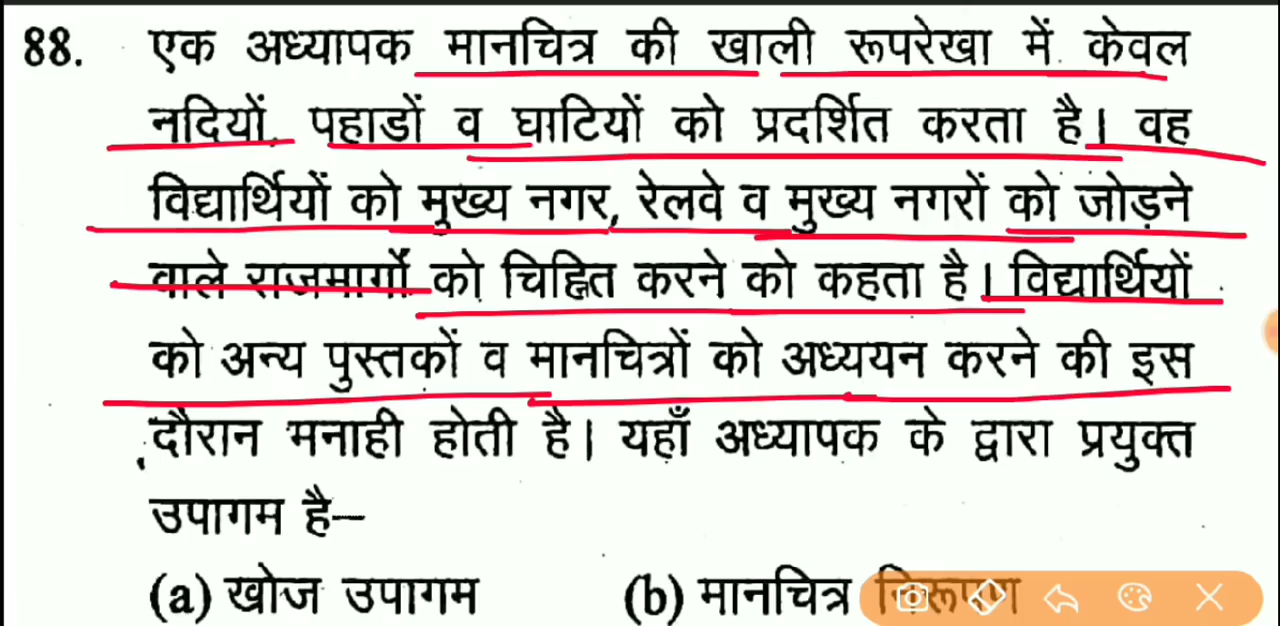 88. एक अध्यापक मानचित्र की खाली रूपरेखा में केवल
नदियों, पहाडों व घाटियों को प्रदर्शित करता है। वह
विद्यार्थियों को मुख्य नगर, रेलवे व मुख्य नगरों को जोड़ने
वाले राजमार्गों को चिह्नित करने को कहता है। विद्यार्थियों
को अन्य पुस्तकों व मानचित्रों को अध्ययन करने की इस
दौरान मनाही होती है। यहाँ अध्यापक के द्वारा प्रयुक्त
उपागम है—
(a) खोज उपागम (b) मानचित्र निरूपण